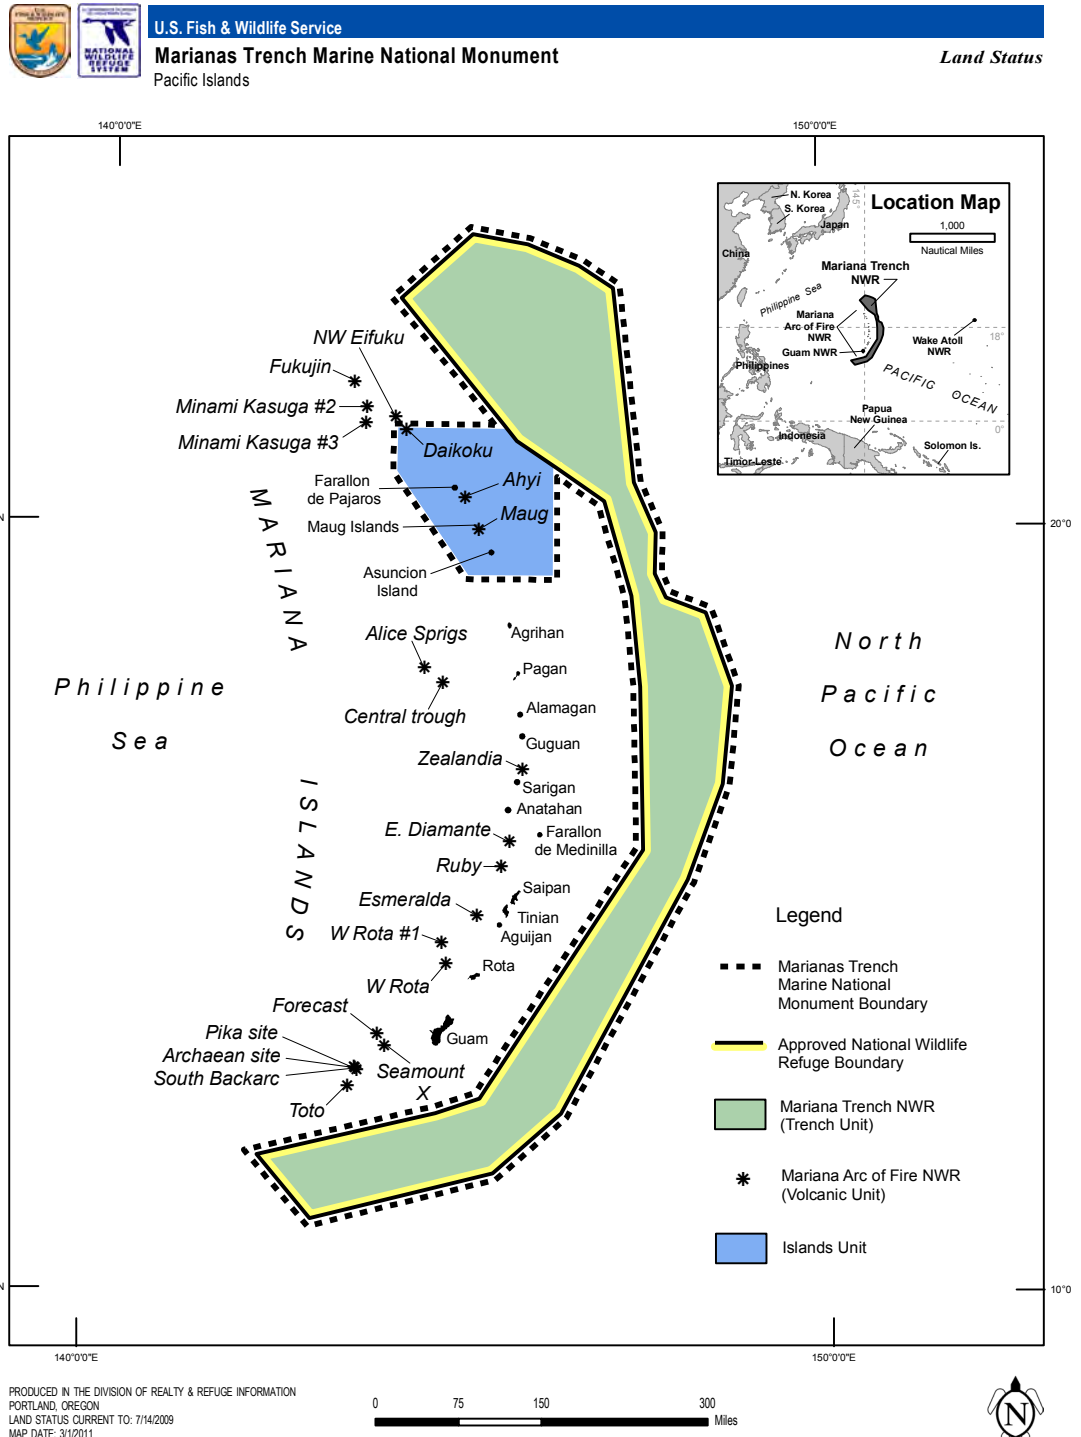 U.S. Fish & Wildlife Service
Marianas Trench Marine National Monument
Land Status
Pacific Islands
NATIONAL
WILDLIFE
REFUGE
SYSTEM
140°0'0"E
150°0'0"E
Location Map
1,000
Nautical Miles
N. Korea
S. Korea
Japan
China
145°
Mariana Trench
NWR
Philippine Sea
Mariana
Arc of Fire
NWR
Guam NWR
Wake Atoll
NWR
18°
Philippines
PACIFIC OCEAN
Papua
New Guinea
0°
Indonesia
Solomon Is.
Timor-Leste
NW Eifuku
Fukujin
Minami Kasuga #2
Minami Kasuga #3
Daikoku
Farallon
de Pajaros
Ahyi
Maug Islands
Maug
Asuncion
Island
N
20°0
MARIANA
ISLANDS
Agrihan
Alice Sprigs
Pagan
Central trough
Alamagan
Guguan
Zealandia
Sarigan
Anatahan
E. Diamante
Farallon
de Medinilla
Ruby
Saipan
Esmeralda
Tinian
Aguijan
W Rota #1
Rota
W Rota
Forecast
Guam
Pika site
Archaean site
South Backarc
Seamount
X
Toto
Philippine
Sea
North
Pacific
Ocean
Legend
Marianas Trench
Marine National
Monument Boundary
Approved National Wildlife
Refuge Boundary
Mariana Trench NWR
(Trench Unit)
Mariana Arc of Fire NWR
(Volcanic Unit)
Islands Unit
N
10°0
140°0'0"E
150°0'0"E
PRODUCED IN THE DIVISION OF REALTY & REFUGE INFORMATION
PORTLAND, OREGON
LAND STATUS CURRENT TO: 7/14/2009
MAP DATE: 3/1/2011
0 75 150 300
Miles
N